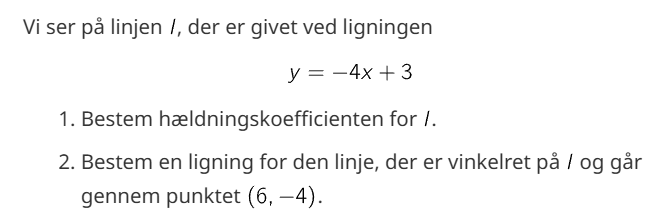 Vi ser på linjen l, der er givet ved ligningen
y = −4x + 3
1. Bestem hældningskoefficienten for l.
2. Bestem en ligning for den linje, der er vinkelret på l og går
gennem punktet (6, −4).